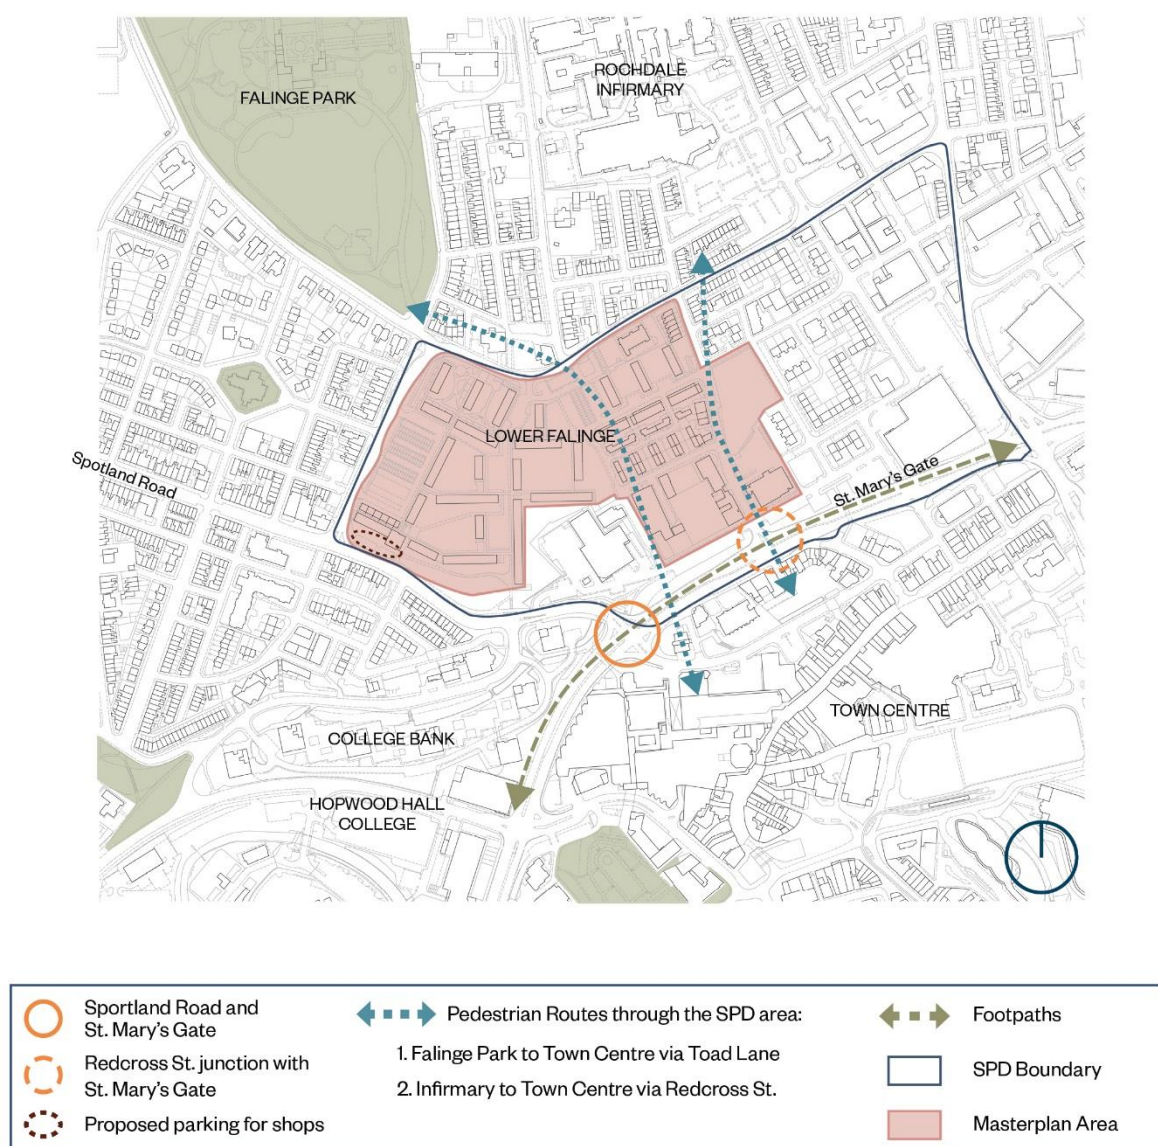 FALINGE PARK
ROCHDALE
INFIRMARY
LOWER FALINGE
Spotland Road
St. Mary's Gate
TOWN CENTRE
COLLEGE BANK
HOPWOOD HALL
COLLEGE
Sportland Road and
St. Mary's Gate
Redcross St. junction with
St. Mary's Gate
Proposed parking for shops
Pedestrian Routes through the SPD area:
1. Falinge Park to Town Centre via Toad Lane
2. Infirmary to Town Centre via Redcross St.
Footpaths
SPD Boundary
Masterplan Area